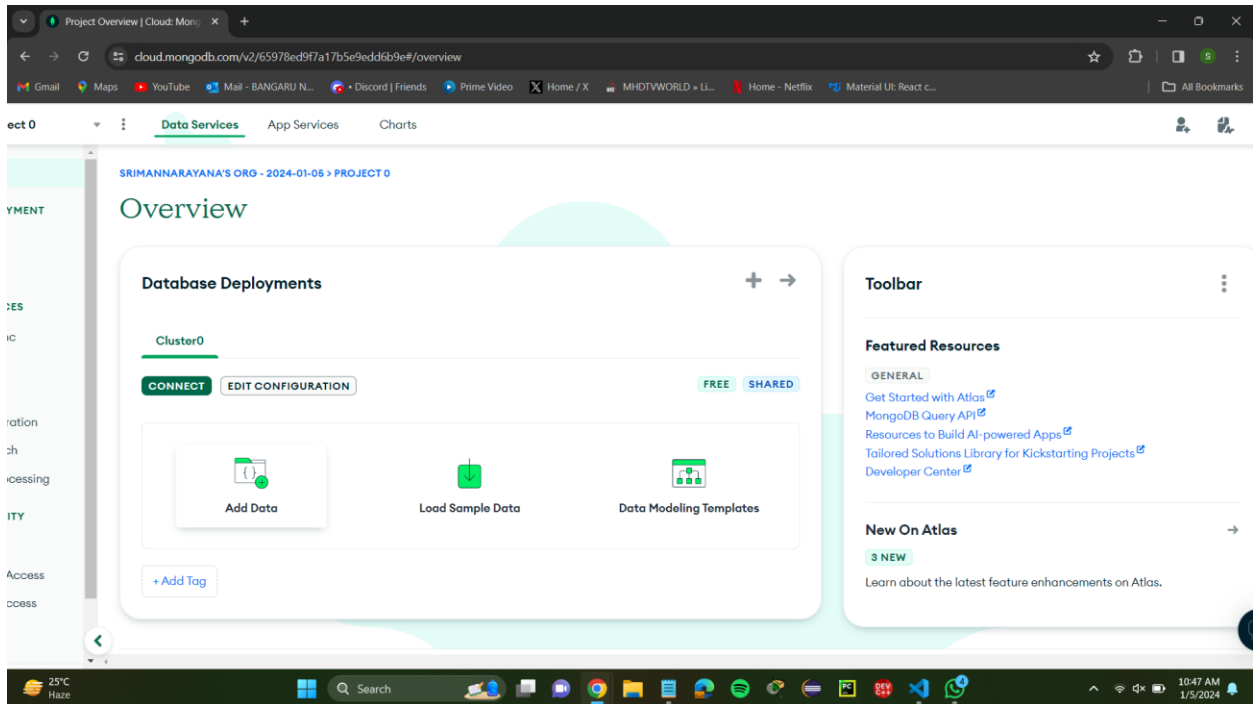 Project Overview | Cloud: Mong
cloud.mongodb.com/v2/65978ed9f7a17b5e9edd6b9e#/overview
S
Gmail Maps YouTube Mail - BANGARU N... • Discord | Friends Prime Video Home / X MHDTVWORLD » Li... Home - Netflix Material UI: React c... All Bookmarks
ect 0 Data Services App Services Charts
SRIMANNARAYANA'S ORG - 2024-01-05 > PROJECT 0
Overview
YMENT
Database Deployments
Toolbar
CES
Cluster0
Featured Resources
CONNECT EDIT CONFIGURATION FREE SHARED
GENERAL
Get Started with Atlas
MongoDB Query API
Resources to Build AI-powered Apps
Tailored Solutions Library for Kickstarting Projects
Developer Center
ration
ch
cessing
Add Data Load Sample Data Data Modeling Templates
ITY
New On Atlas
3 NEW
Learn about the latest feature enhancements on Atlas.
+ Add Tag
Access
ccess
25°C
Haze
Search
PC
DEV
C++
4
10:47 AM
1/5/2024